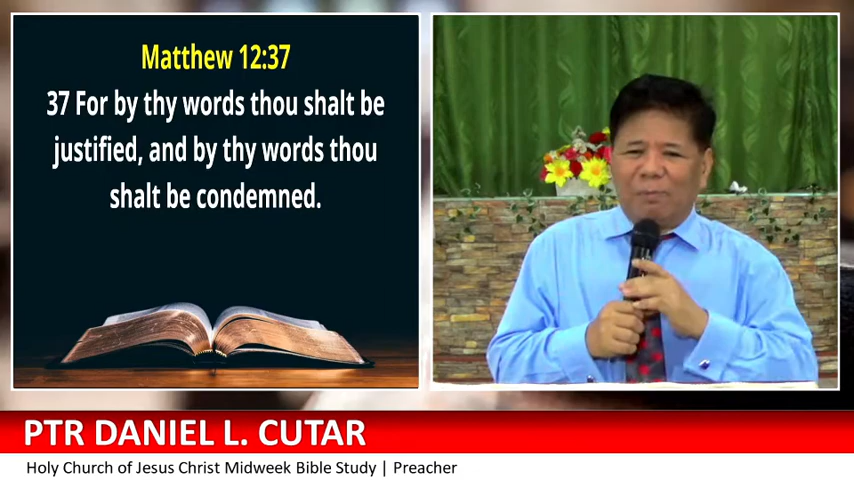 Matthew 12:37
37 For by thy words thou shalt be
justified, and by thy words thou
shalt be condemned.
PTR DANIEL L. CUTAR
Holy Church of Jesus Christ Midweek Bible Study | Preacher